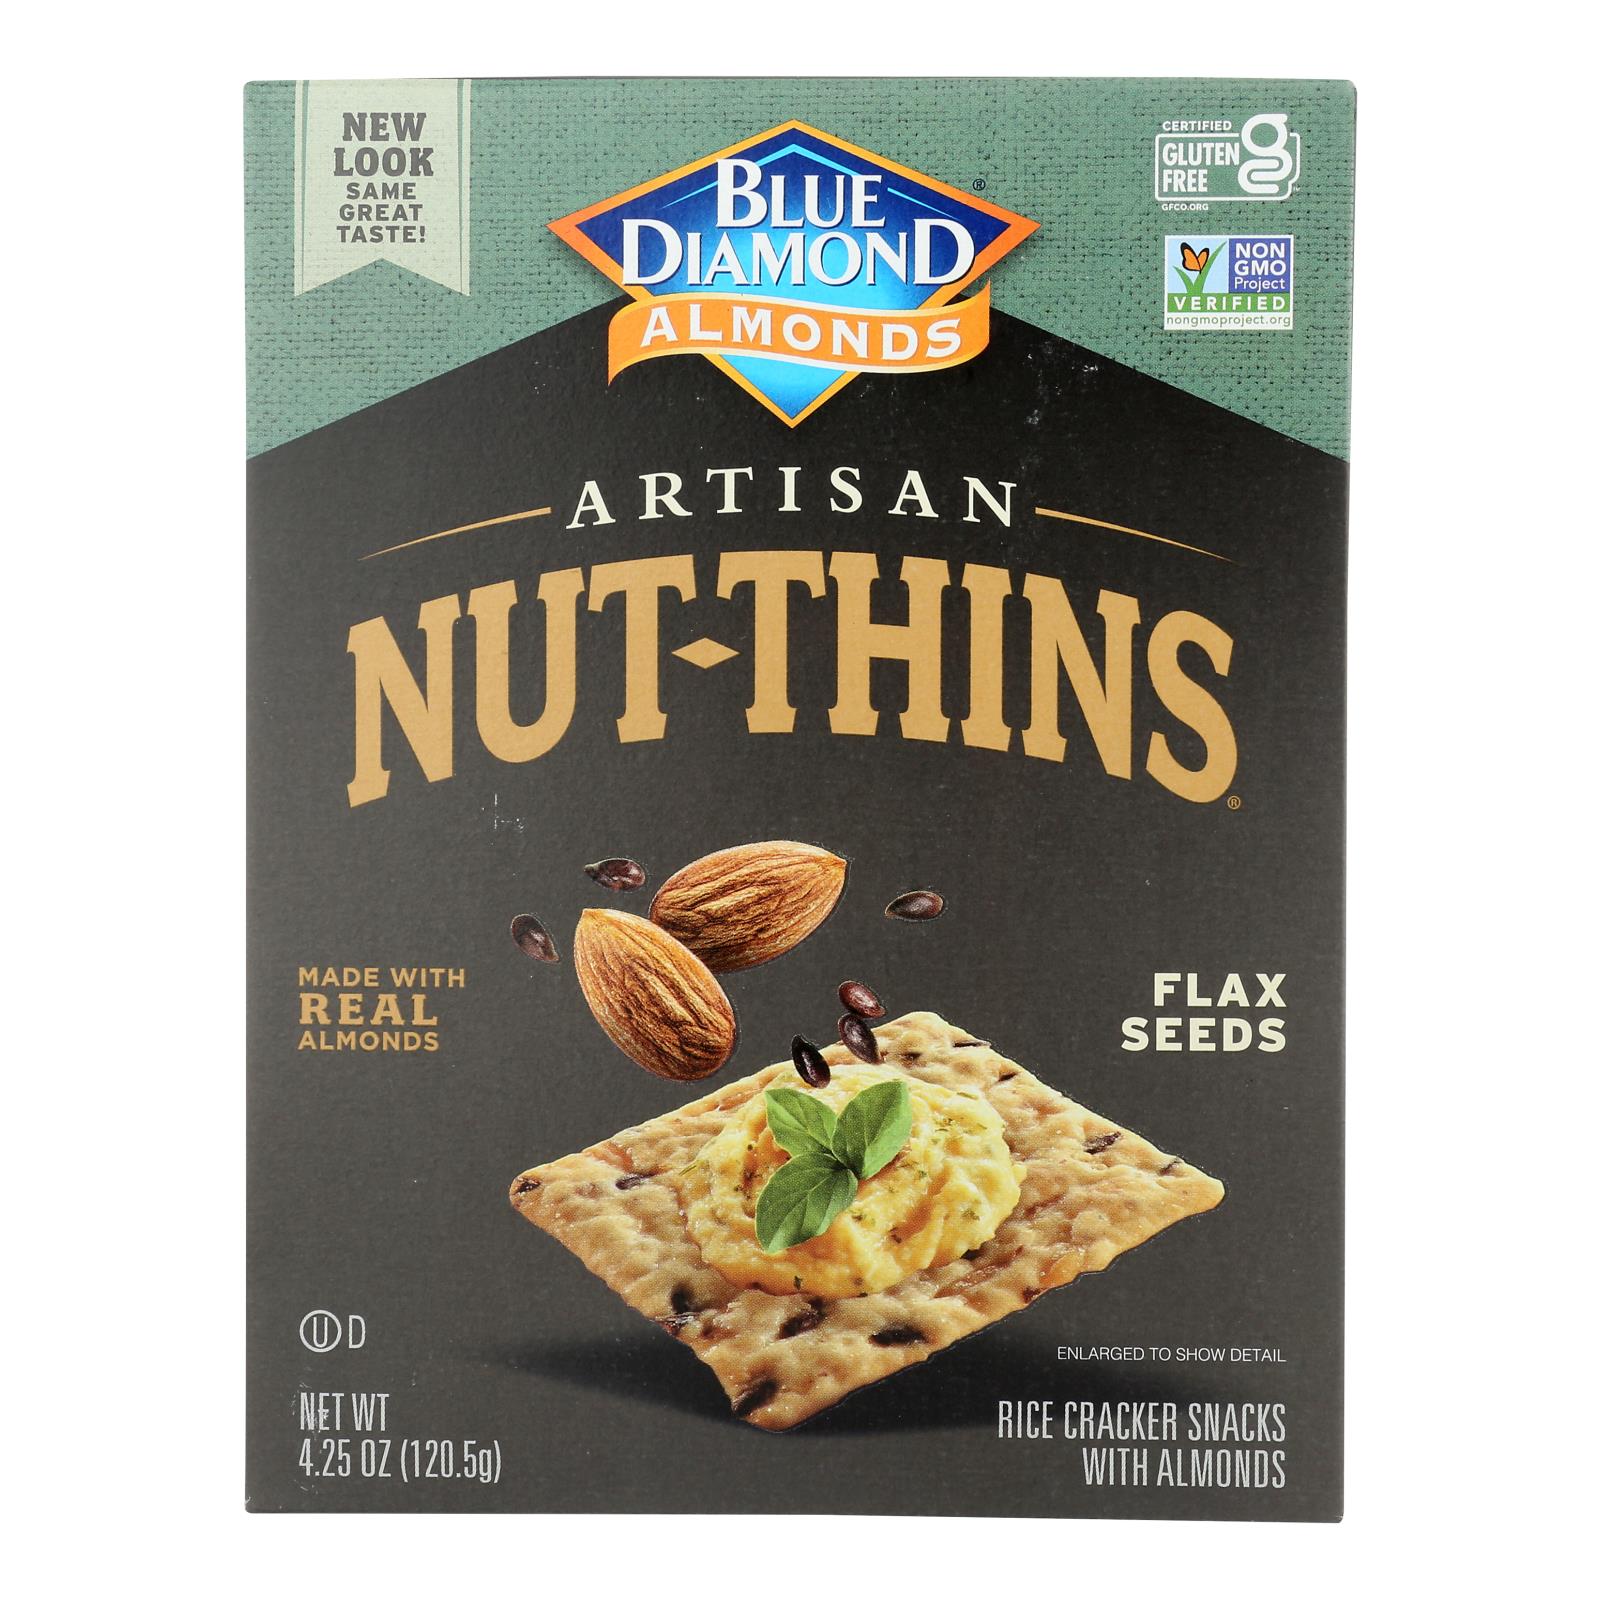 NEW
LOOK
SAME
GREAT
TASTE!
BLUE
DIAMOND
®
ALMONDS
CERTIFIED
GLUTEN
FREE
GFCO.ORG
NON
GMO
Project
VERIFIED
nongmoproject.org
ARTISAN
NUT-THINS
®
MADE WITH
REAL
ALMONDS
FLAX
SEEDS
U D
ENLARGED TO SHOW DETAIL
NET WT
4.25 OZ (120.5g)
RICE CRACKER SNACKS
WITH ALMONDS